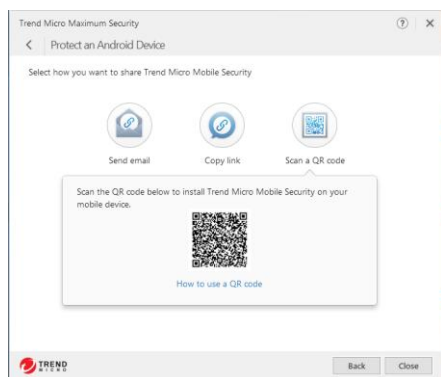 Trend Micro Maximum Security
Protect an Android Device
Select how you want to share Trend Micro Mobile Security
Send email
Copy link
Scan a QR code
Scan the QR code below to install Trend Micro Mobile Security on your
mobile device.
How to use a QR code
TREND
MICRO
Back
Close